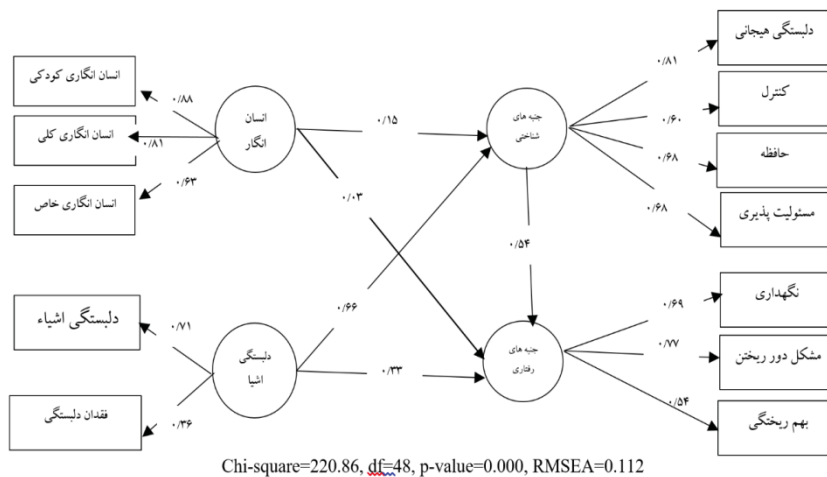 دلبستگی هیجانی
انسان انگاری کودکی
۰/۸۸
۰/۸۱
کنترل
انسان
انگار
۰/۱۵
جنبه های
شناختی
۰/۶۰
انسان انگاری کلی
۰/۸۱
۰/۶۸
حافظه
۰/۶۳
انسان انگاری خاص
۰/۰۳
۰/۶۸
مسئولیت پذیری
۰/۵۴
۰/۶۶
نگهداری
۰/۶۹
دلبستگی اشیاء
۰/۷۱
دلبستگی
اشیا
۰/۳۳
جنبه های
رفتاری
۰/۷۷
مشکل دور ریختن
۰/۳۶
فقدان دلبستگی
۰/۵۴
بهم ریختگی
Chi-square=220.86, df=48, p-value=0.000, RMSEA=0.112